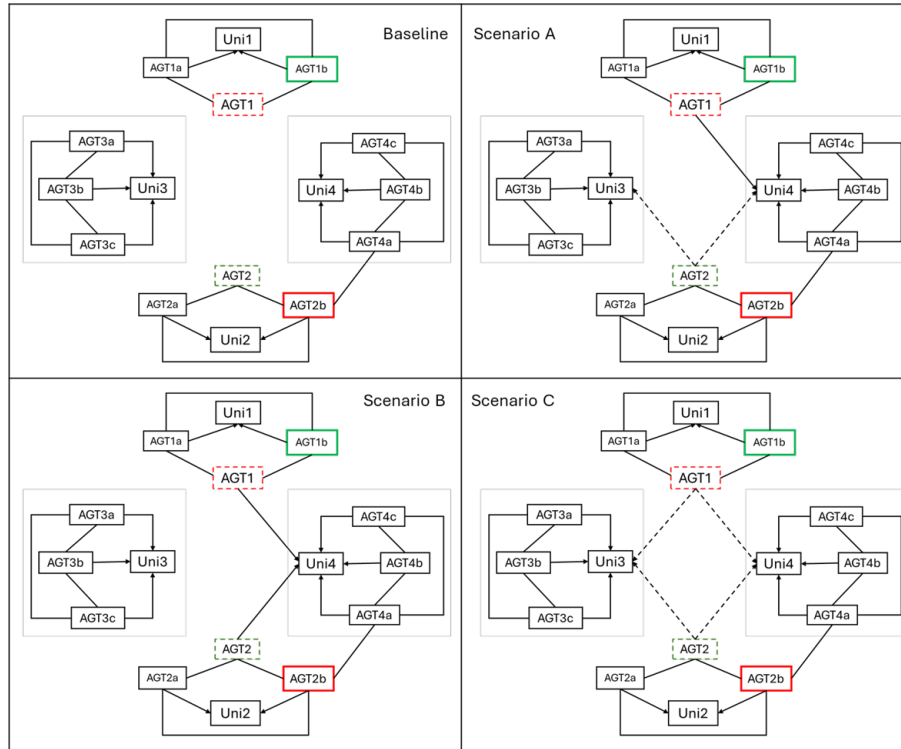 Baseline
Uni1
AGT1a
AGT1b
AGT1
AGT3a
AGT3b
Uni3
AGT3c
AGT4c
Uni4
AGT4b
AGT4a
AGT2
AGT2a
AGT2b
Uni2
Scenario A
Uni1
AGT1a
AGT1b
AGT1
AGT3a
AGT3b
Uni3
AGT3c
AGT4c
Uni4
AGT4b
AGT4a
AGT2
AGT2a
AGT2b
Uni2
Scenario B
Uni1
AGT1a
AGT1b
AGT1
AGT3a
AGT3b
Uni3
AGT3c
AGT4c
Uni4
AGT4b
AGT4a
AGT2
AGT2a
AGT2b
Uni2
Scenario C
Uni1
AGT1a
AGT1b
AGT1
AGT3a
AGT3b
Uni3
AGT3c
AGT4c
Uni4
AGT4b
AGT4a
AGT2
AGT2a
AGT2b
Uni2